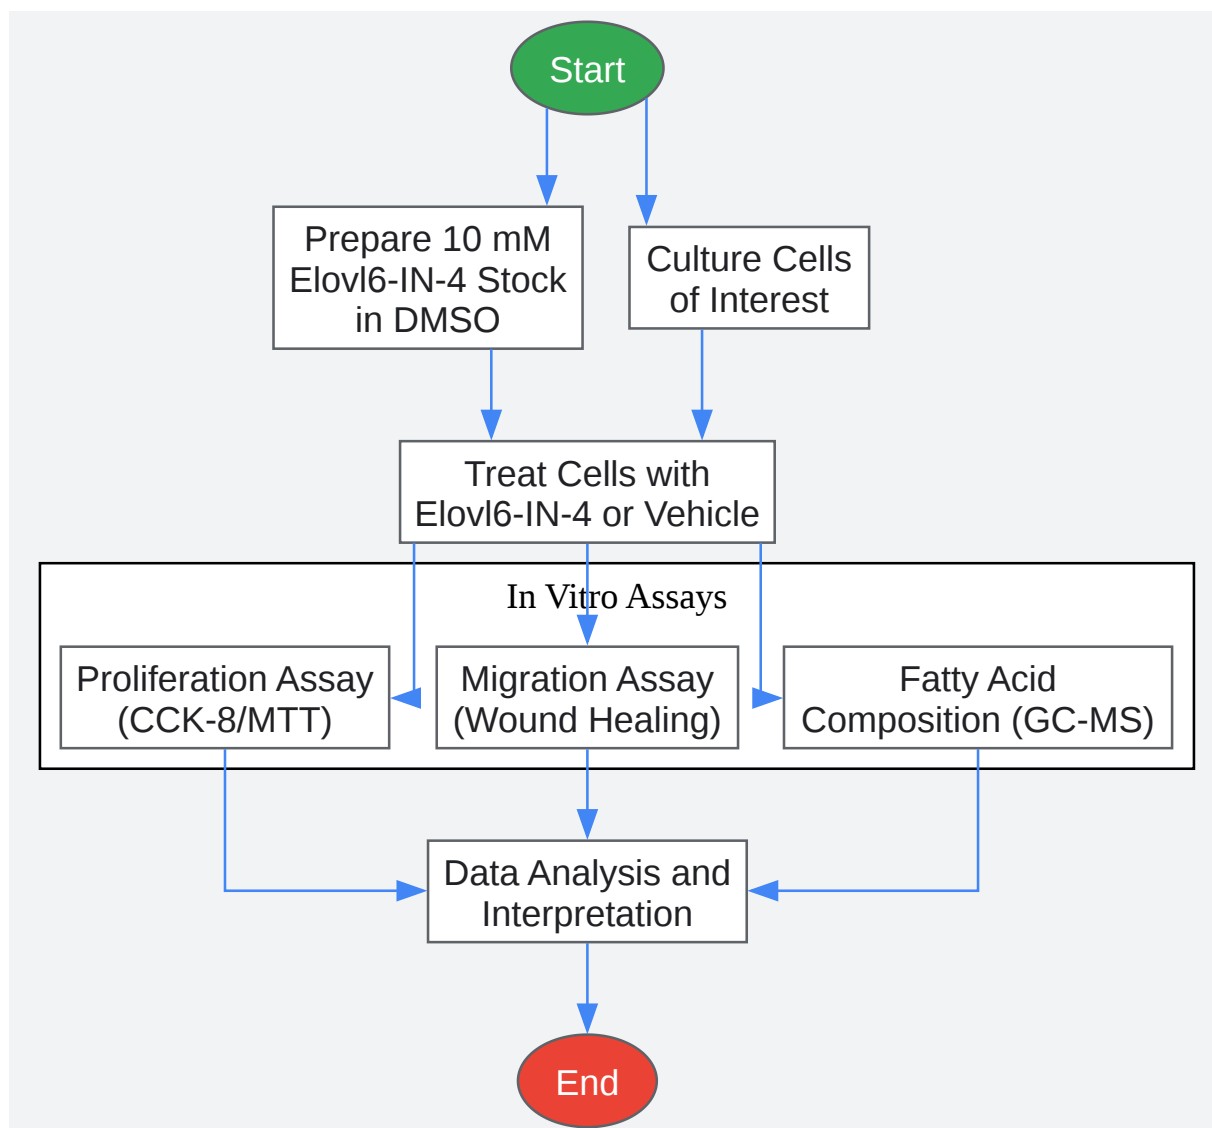 Start
Prepare 10 mM
Elovl6-IN-4 Stock
in DMSO
Culture Cells
of Interest
Treat Cells with
Elovl6-IN-4 or Vehicle
In Vitro Assays
Proliferation Assay
(CCK-8/MTT)
Migration Assay
(Wound Healing)
Fatty Acid
Composition (GC-MS)
Data Analysis and
Interpretation
End